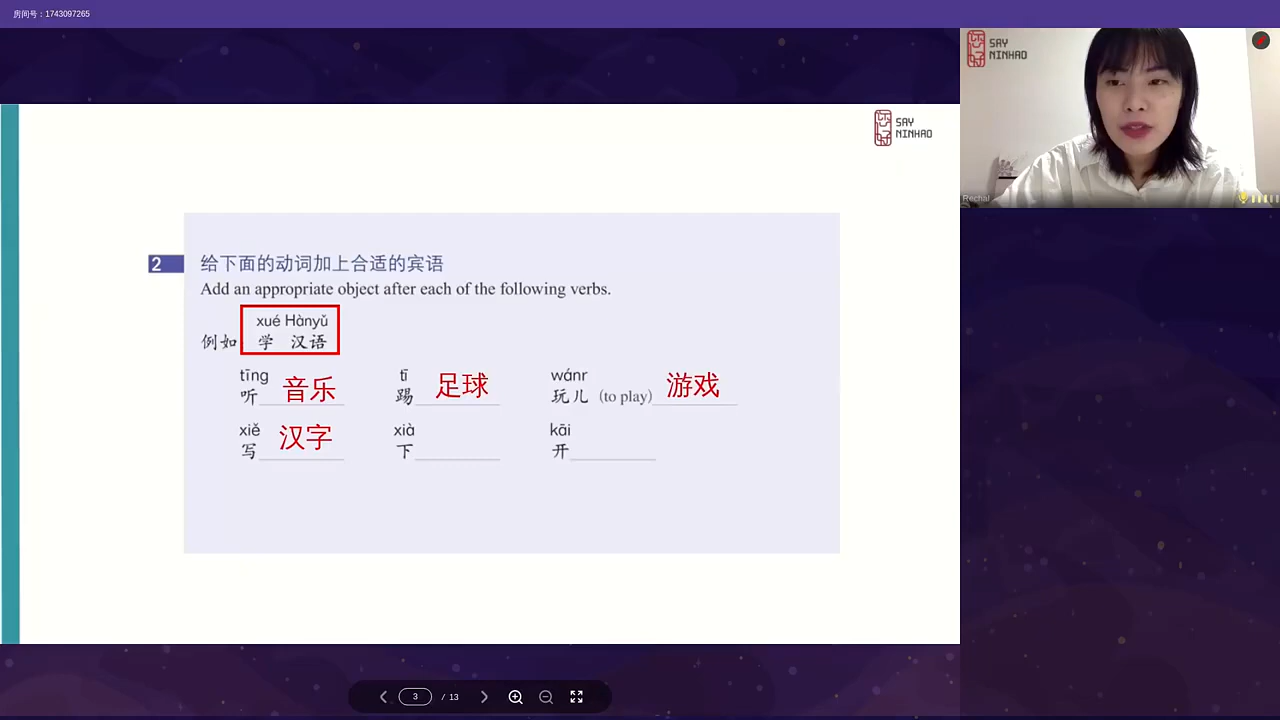 房间号：1743097265
SAY
NINHAO
SAY
NINHAO
Rechal
2 给下面的动词加上合适的宾语
Add an appropriate object after each of the following verbs.
xué Hànyǔ
例如 学 汉语
tīng tī wánr
听 音乐 踢 足球 玩儿 (to play) 游戏
xiě xià kāi
写 汉字 下 开
3 / 13